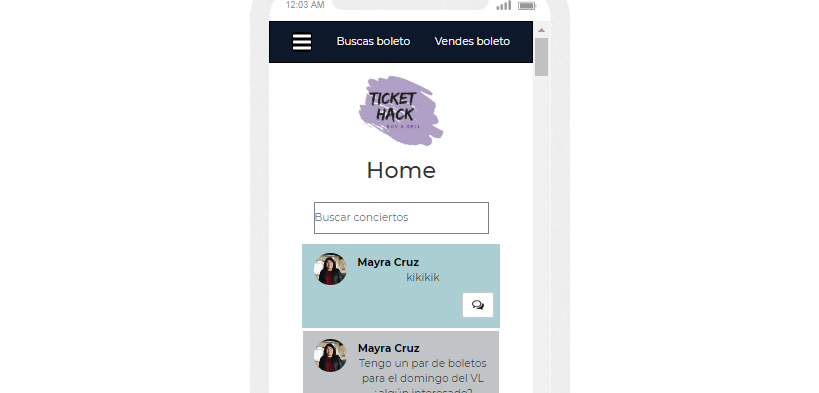 12:03 AM
Buscas boleto
Vendes boleto
TICKET
HACK
BUY & SELL
Home
Buscar conciertos
Mayra Cruz
kikikik
Mayra Cruz
Tengo un par de boletos
para el domingo del VL
¿algún interesado?